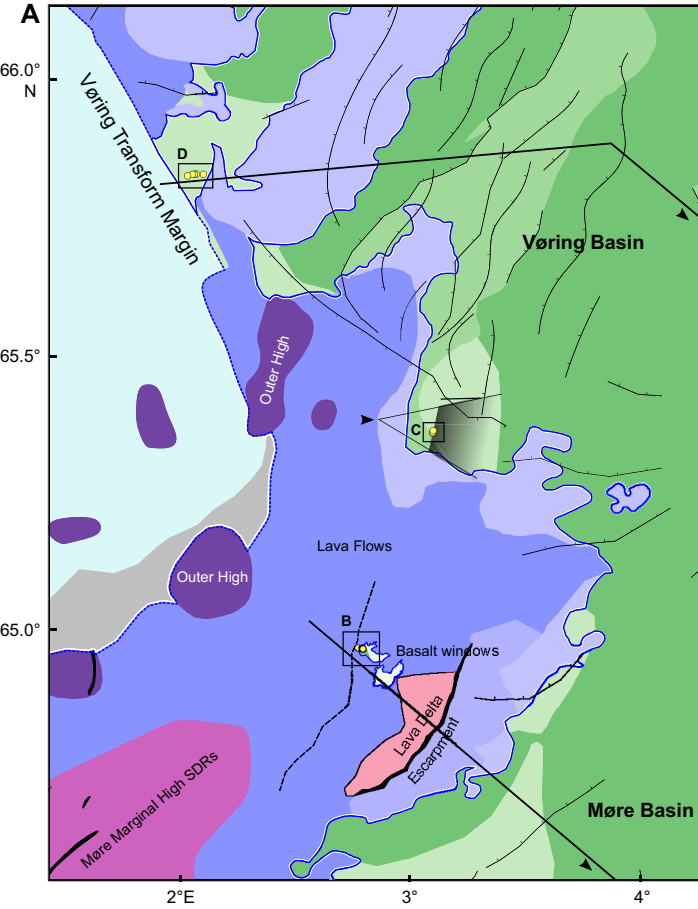 A
66.0°
N
Vøring Transform Margin
D
Vøring Basin
65.5°
Outer High
C
Lava Flows
Outer High
65.0°
B
Basalt windows
Lava Delta
Escarpment
Møre Marginal High SDRs
Møre Basin
2°E
3°
4°